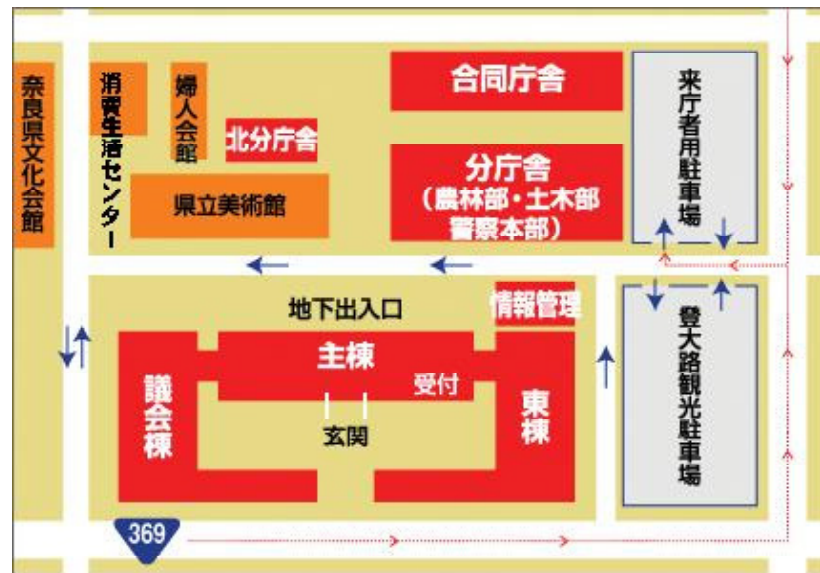 奈良県文化会館
消費生活センター
婦人会館
北分庁舎
県立美術館
合同庁舎
分庁舎
（農林部・土木部
警察本部）
来庁者用駐車場
地下出入口
情報管理
主棟
受付
議会棟
玄関
東棟
登大路観光駐車場
369